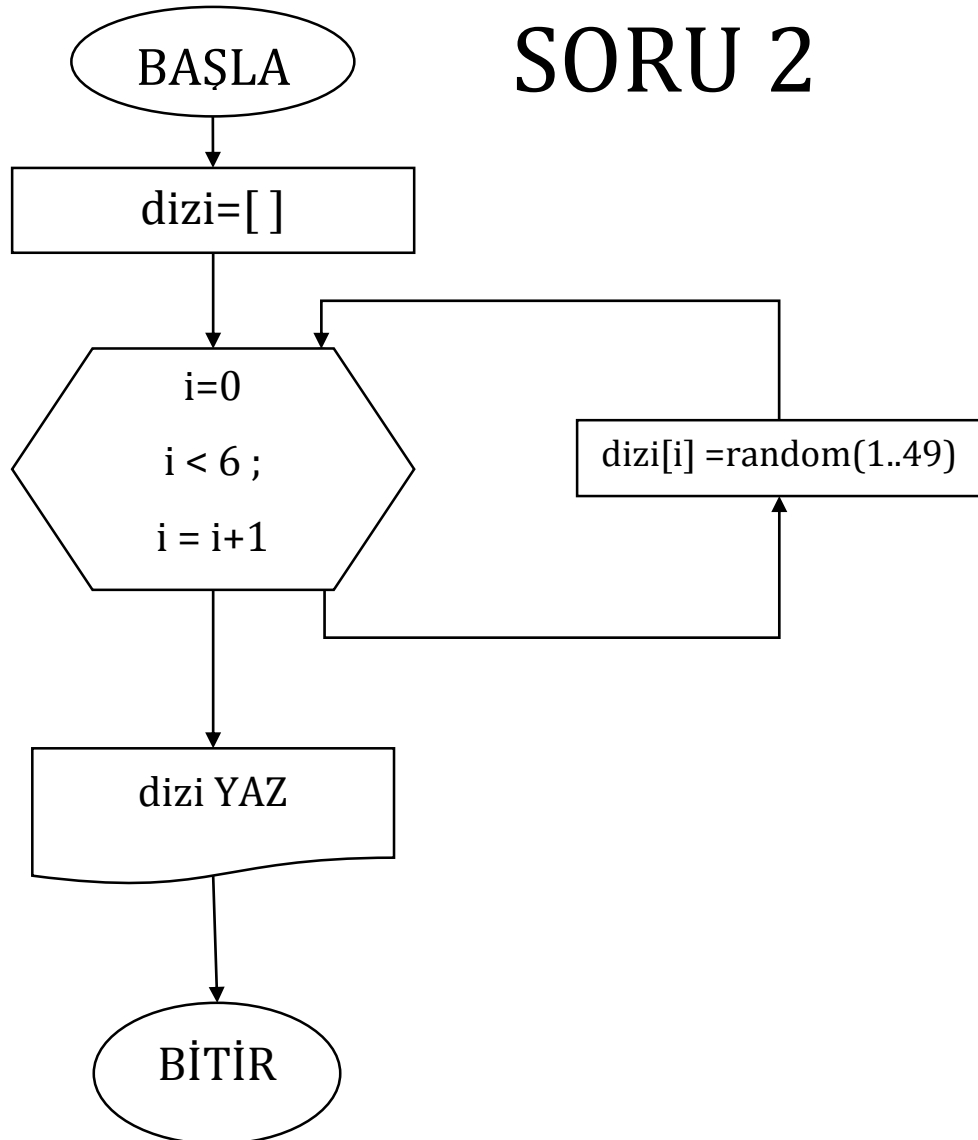 SORU 2
BAŞLA
dizi=[ ]
i=0
i < 6 ;
i = i+1
dizi[i] =random(1..49)
dizi YAZ
BİTİR